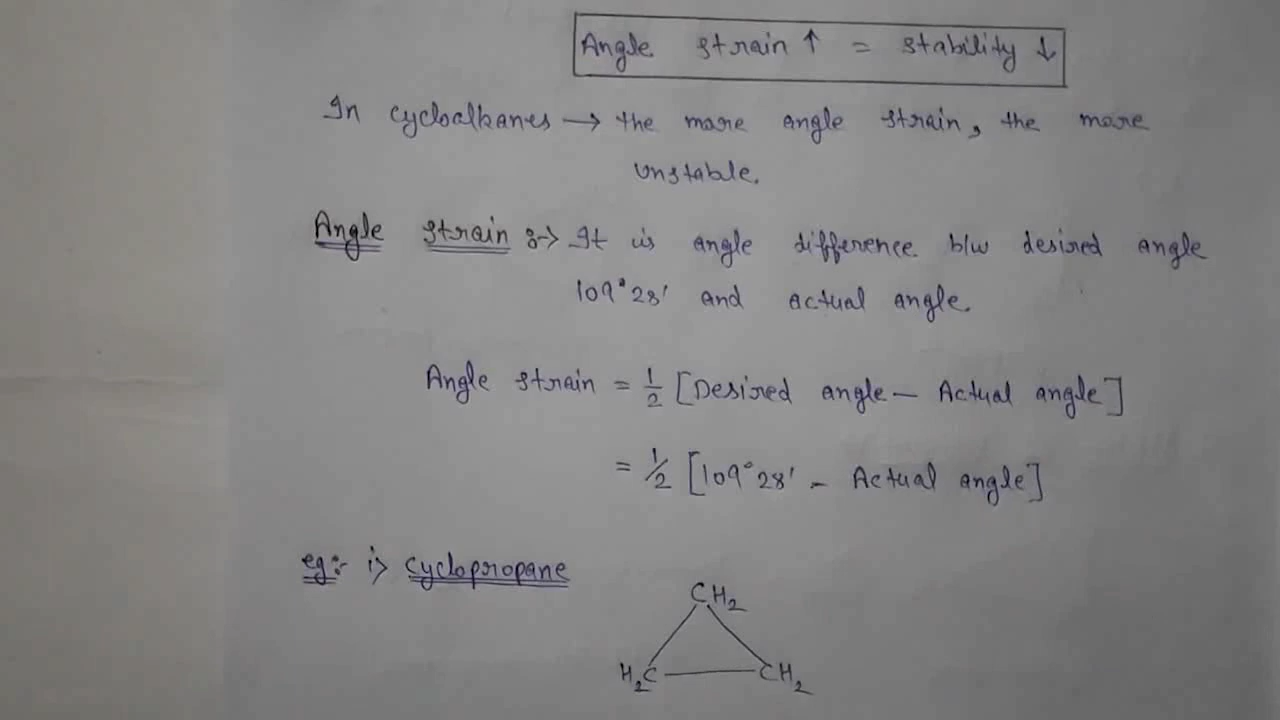 Angle strain ↑ = stability ↓
In cycloalkanes → the more angle strain, the more
unstable.
Angle strain :→ It is angle difference b/w desired angle
109°28' and actual angle.
Angle strain = 1/2 [Desired angle – Actual angle]
= 1/2 [109°28' – Actual angle]
eg:- i> cyclopropane
CH2
H2C CH2